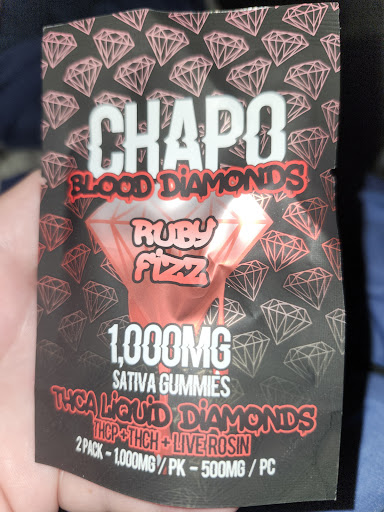 CHAPO
BLOOD DIAMONDS
RUBY
FIZZ
1,000MG
SATIVA GUMMIES
THCA LIQUID DIAMONDS
THCP + THCH + LIVE ROSIN
2 PACK - 1.000MG / PK - 500MG / PC